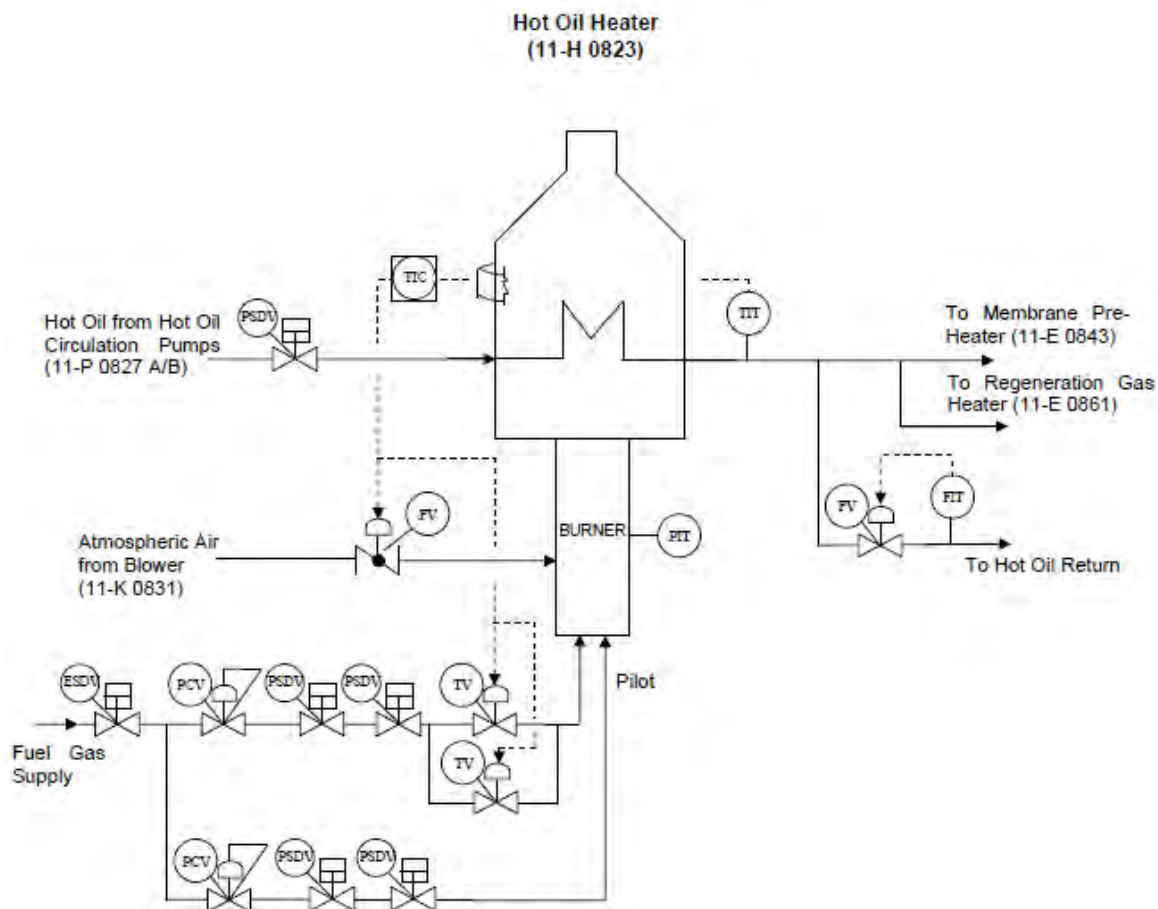 Hot Oil Heater
(11-H 0823)
TIC
PSDV
Hot Oil from Hot Oil
Circulation Pumps
(11-P 0827 A/B)
TIT
To Membrane Pre-
Heater (11-E 0843)
To Regeneration Gas
Heater (11-E 0861)
FV
FIT
To Hot Oil Return
FV
BURNER
PIT
Atmospheric Air
from Blower
(11-K 0831)
Pilot
ESDV
PCV
PSDV
PSDV
TV
Fuel Gas
Supply
TV
PCV
PSDV
PSDV